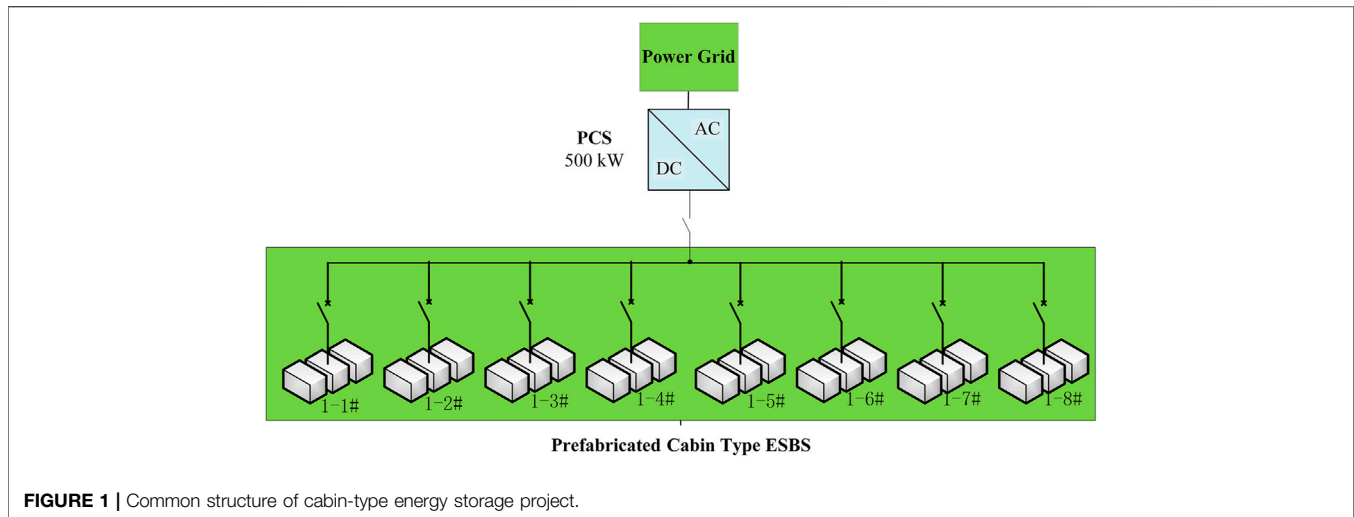 Power Grid
PCS
500 kW
AC
DC
1-1#
1-2#
1-3#
1-4#
1-5#
1-6#
1-7#
1-8#
Prefabricated Cabin Type ESBS
FIGURE 1 | Common structure of cabin-type energy storage project.